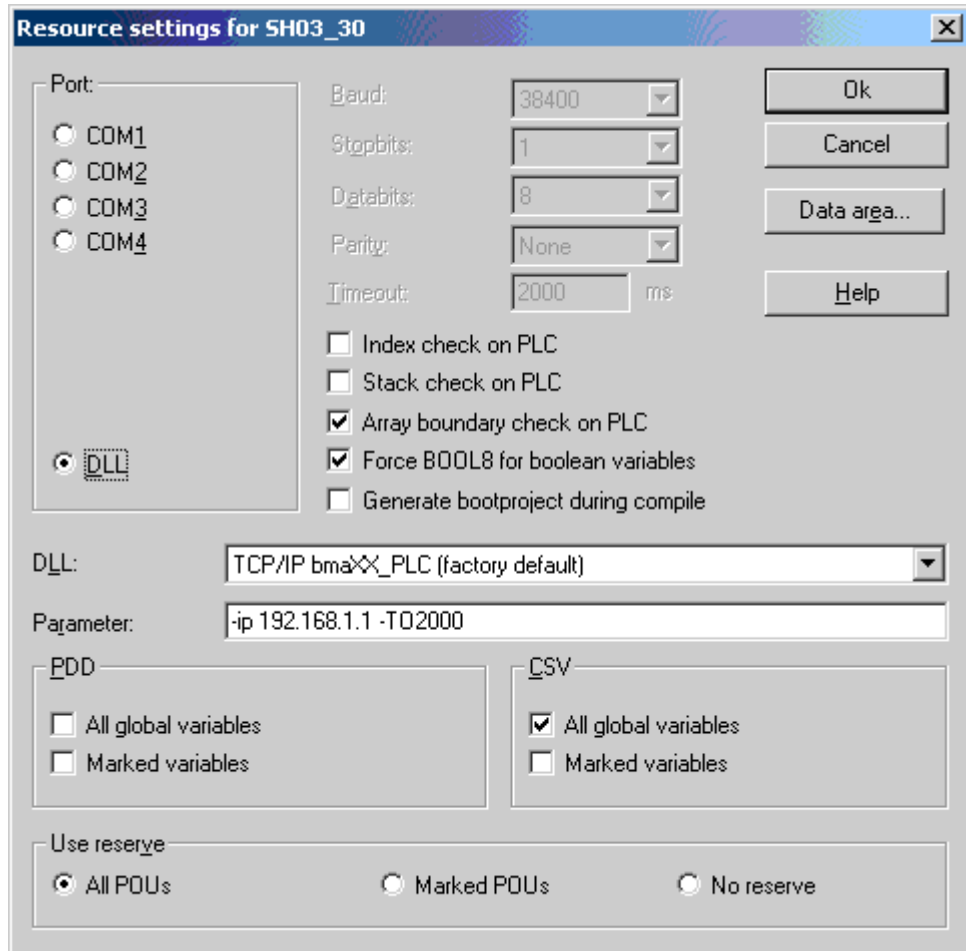 Resource settings for SH03_30
Port:
COM1
COM2
COM3
COM4
DLL
Baud: 38400
Stopbits: 1
Databits: 8
Parity: None
Timeout: 2000 ms
Ok
Cancel
Data area...
Help
Index check on PLC
Stack check on PLC
Array boundary check on PLC
Force BOOL8 for boolean variables
Generate bootproject during compile
DLL: TCP/IP bmaXX_PLC (factory default)
Parameter: -ip 192.168.1.1 -TO2000
PDD
All global variables
Marked variables
CSV
All global variables
Marked variables
Use reserve
All POUs Marked POUs No reserve